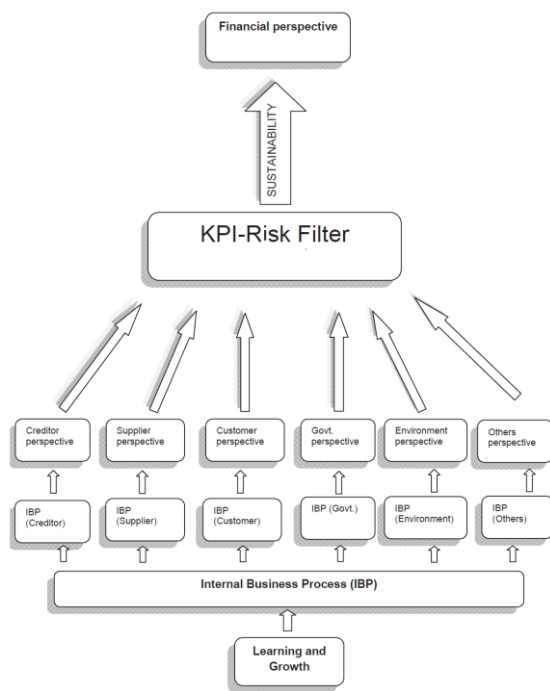 Financial perspective
SUSTAINABILITY
KPI-Risk Filter
Creditor
perspective
Supplier
perspective
Customer
perspective
Govt.
perspective
Environment
perspective
Others
perspective
IBP
(Creditor)
IBP
(Supplier)
IBP
(Customer)
IBP (Govt.)
IBP
(Environment)
IBP
(Others)
Internal Business Process (IBP)
Learning and
Growth